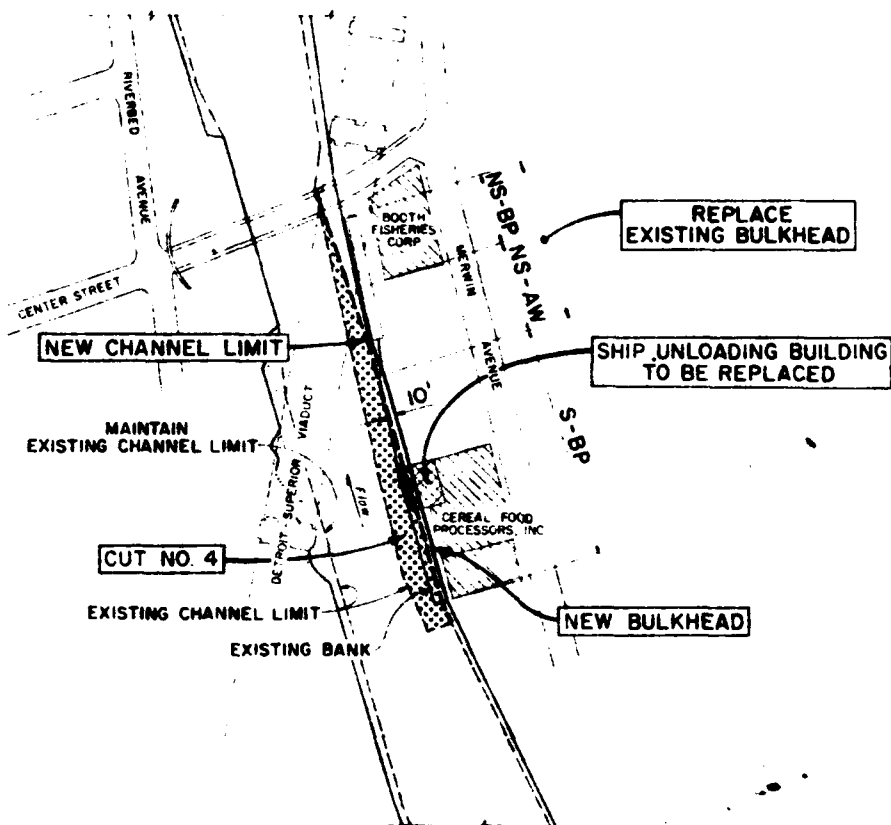 RIVERBED
AVENUE
CENTER STREET
BOOTH
FISHERIES
CORP
MERWIN
AVENUE
NS-BP NS-AW
S-BP
REPLACE
EXISTING BULKHEAD
NEW CHANNEL LIMIT
SHIP UNLOADING BUILDING
TO BE REPLACED
10'
MAINTAIN
EXISTING CHANNEL LIMIT
DETROIT SUPERIOR VIADUCT
FLOW
CEREAL FOOD
PROCESSORS, INC
CUT NO. 4
EXISTING CHANNEL LIMIT
EXISTING BANK
NEW BULKHEAD